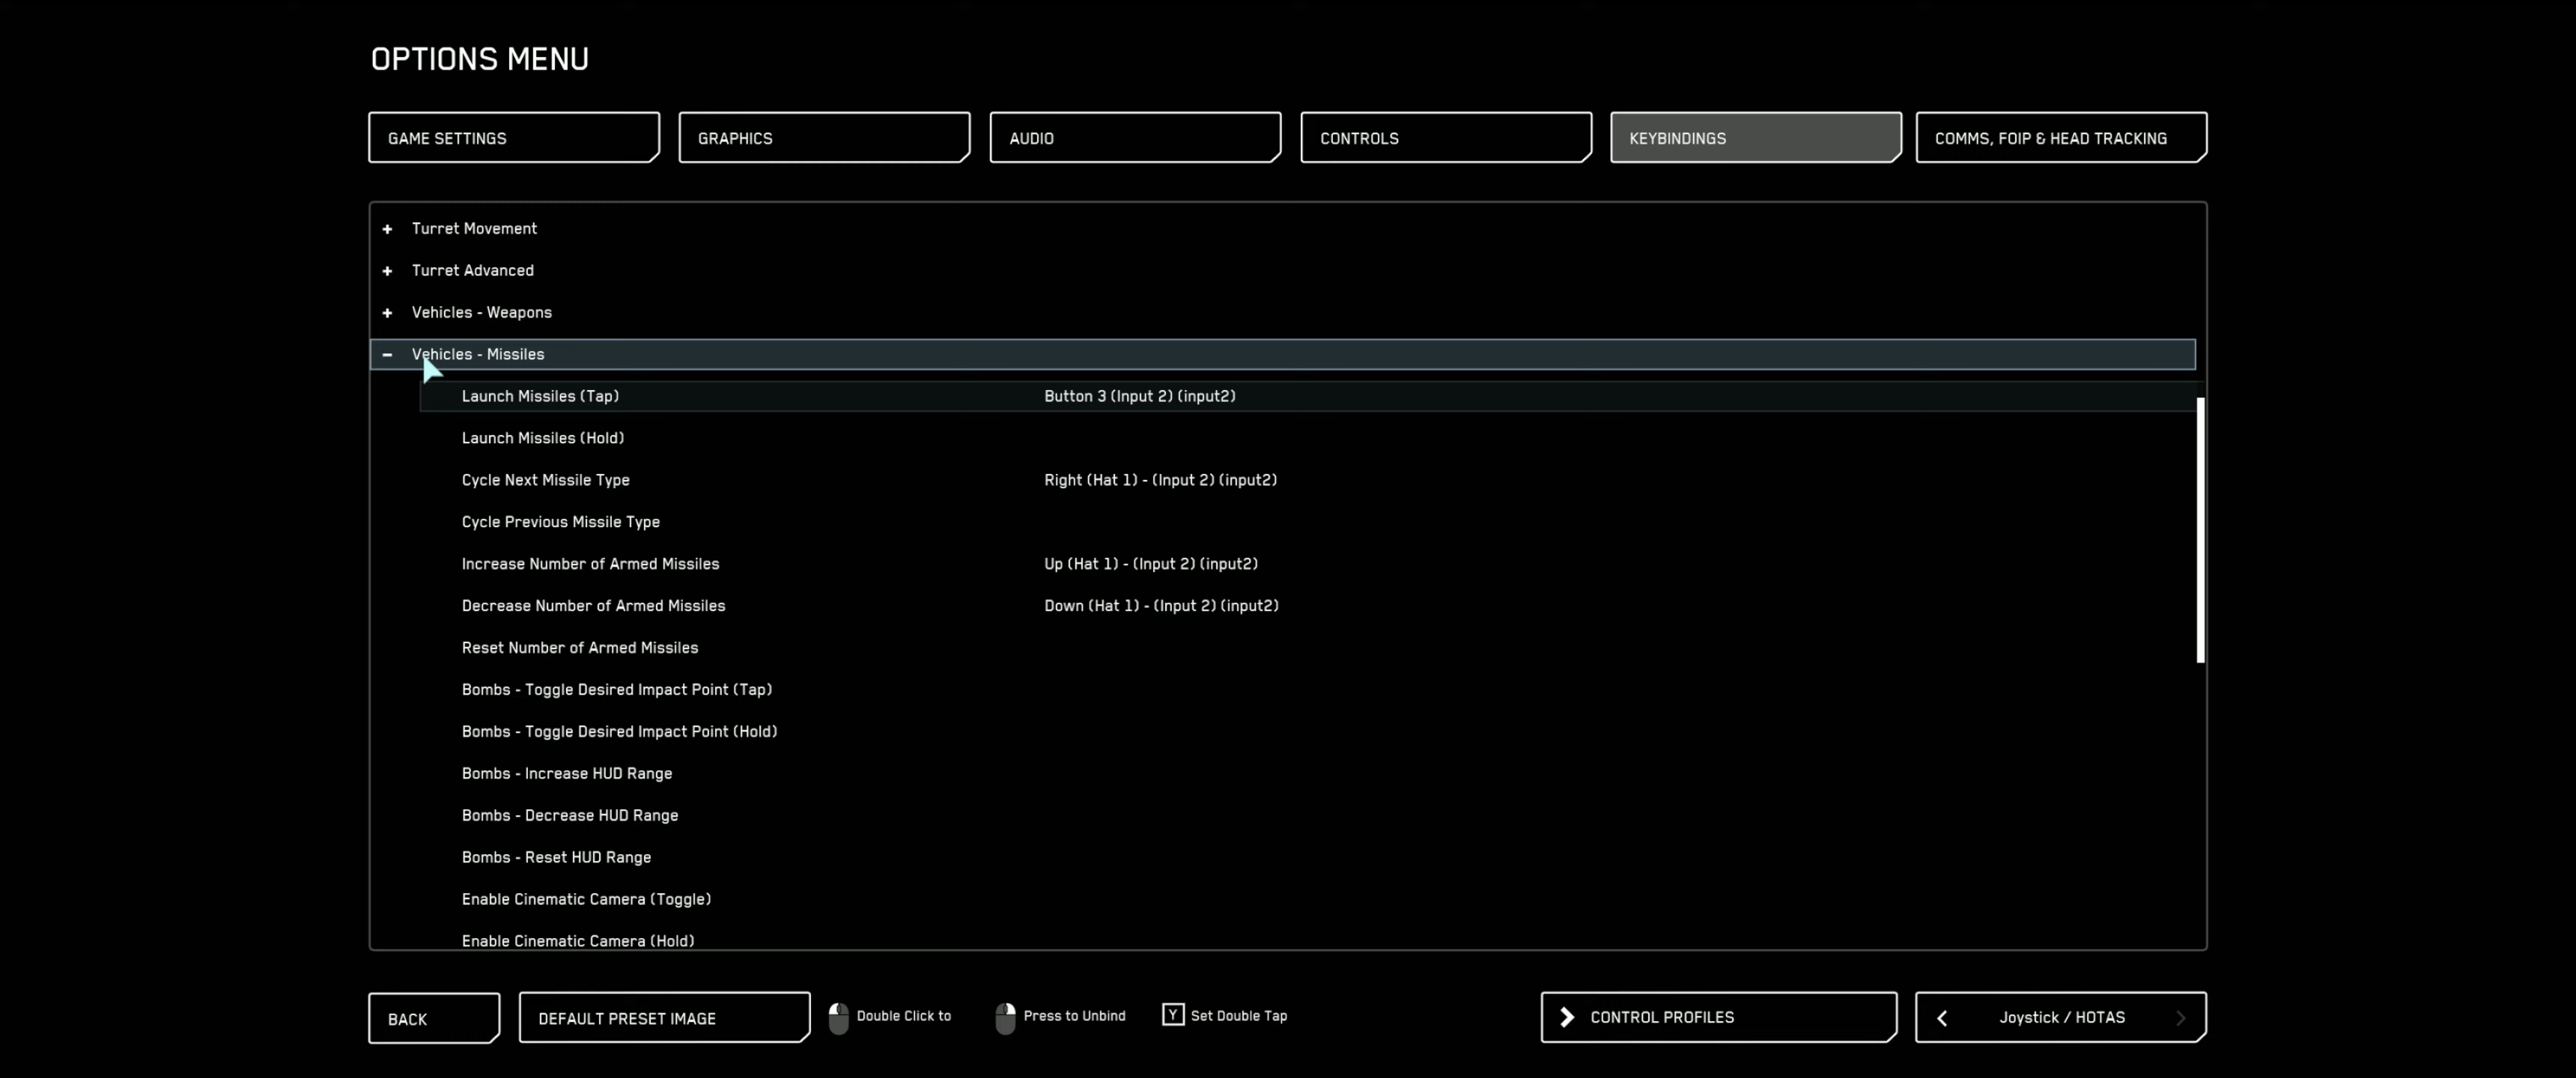 OPTIONS MENU
GAME SETTINGS
GRAPHICS
AUDIO
CONTROLS
KEYBINDINGS
COMMS, FOIP & HEAD TRACKING
+ Turret Movement
+ Turret Advanced
+ Vehicles - Weapons
- Vehicles - Missiles
Launch Missiles (Tap) Button 3 (Input 2) (input2)
Launch Missiles (Hold)
Cycle Next Missile Type Right (Hat 1) - (Input 2) (input2)
Cycle Previous Missile Type
Increase Number of Armed Missiles Up (Hat 1) - (Input 2) (input2)
Decrease Number of Armed Missiles Down (Hat 1) - (Input 2) (input2)
Reset Number of Armed Missiles
Bombs - Toggle Desired Impact Point (Tap)
Bombs - Toggle Desired Impact Point (Hold)
Bombs - Increase HUD Range
Bombs - Decrease HUD Range
Bombs - Reset HUD Range
Enable Cinematic Camera (Toggle)
Enable Cinematic Camera (Hold)
BACK
DEFAULT PRESET IMAGE
Double Click to
Press to Unbind
Y Set Double Tap
CONTROL PROFILES
Joystick / HOTAS